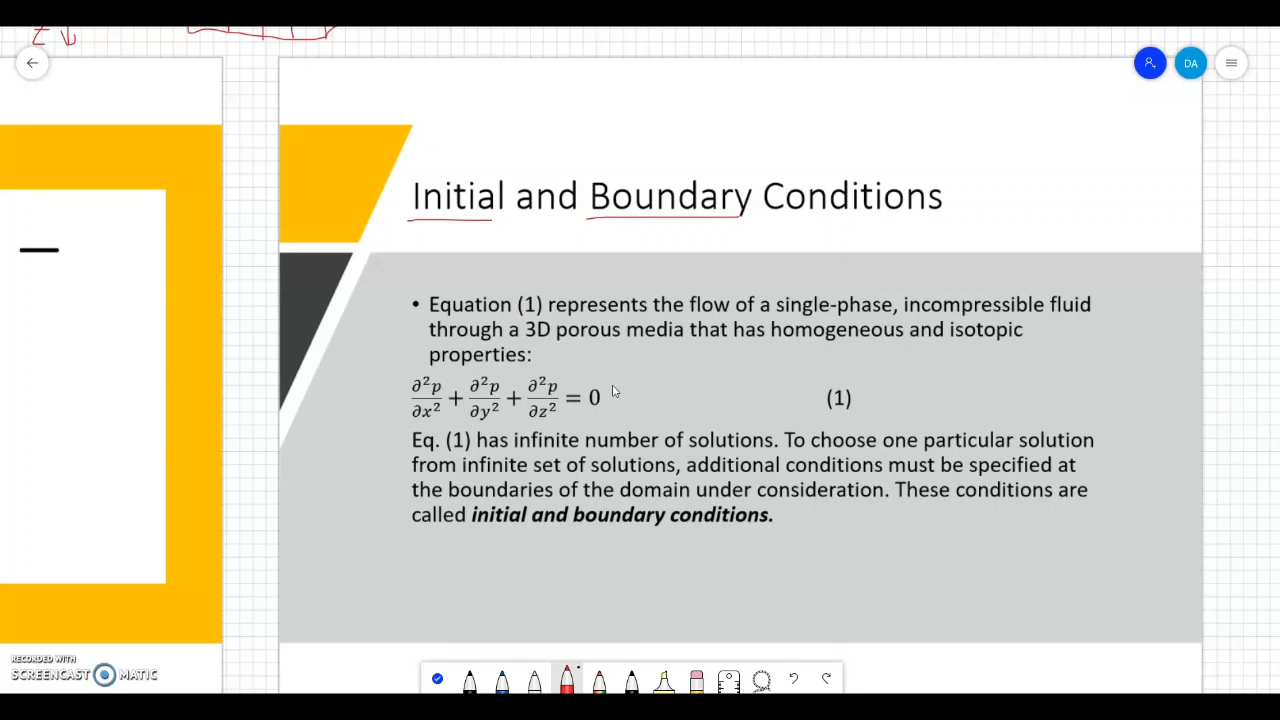 z
DA
Initial and Boundary Conditions
• Equation (1) represents the flow of a single-phase, incompressible fluid
through a 3D porous media that has homogeneous and isotopic
properties:
∂²p/∂x² + ∂²p/∂y² + ∂²p/∂z² = 0 (1)
Eq. (1) has infinite number of solutions. To choose one particular solution
from infinite set of solutions, additional conditions must be specified at
the boundaries of the domain under consideration. These conditions are
called initial and boundary conditions.
RECORDED WITH
SCREENCAST MATIC